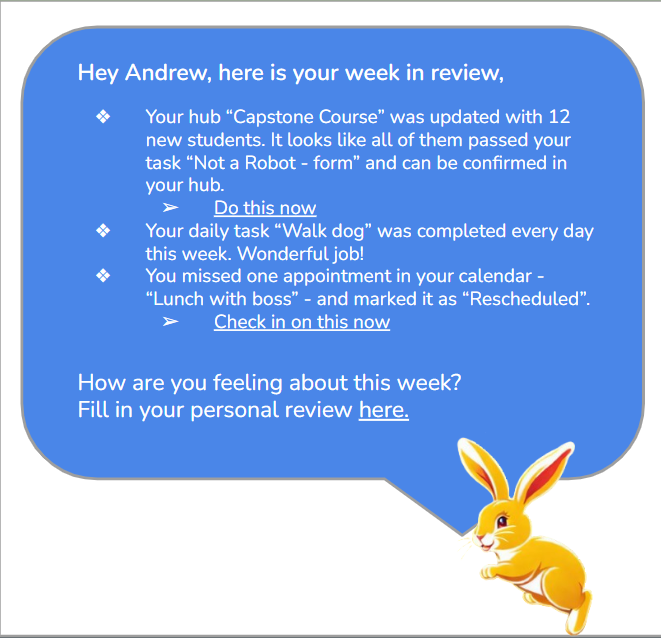 Hey Andrew, here is your week in review,
❖ Your hub “Capstone Course” was updated with 12
new students. It looks like all of them passed your
task “Not a Robot - form” and can be confirmed in
your hub.
➢ Do this now
❖ Your daily task “Walk dog” was completed every day
this week. Wonderful job!
❖ You missed one appointment in your calendar -
“Lunch with boss” - and marked it as “Rescheduled”.
➢ Check in on this now
How are you feeling about this week?
Fill in your personal review here.